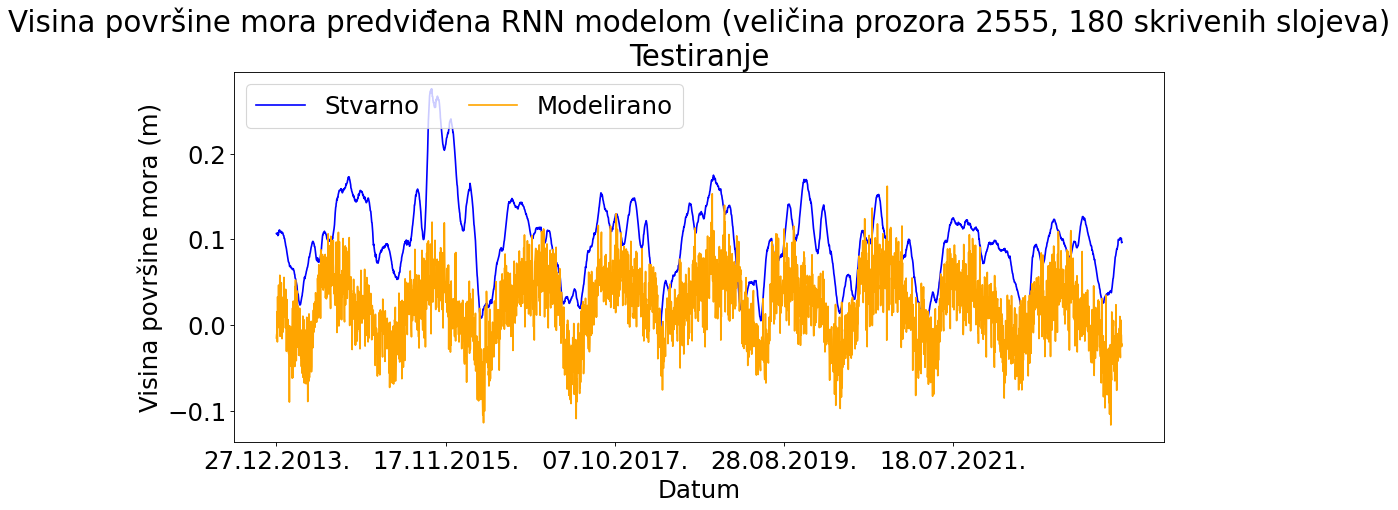 Visina površine mora predviđena RNN modelom (veličina prozora 2555, 180 skrivenih slojeva)
Testiranje
Stvarno Modelirano
Visina površine mora (m)
0.2
0.1
0.0
−0.1
27.12.2013. 17.11.2015. 07.10.2017. 28.08.2019. 18.07.2021.
Datum